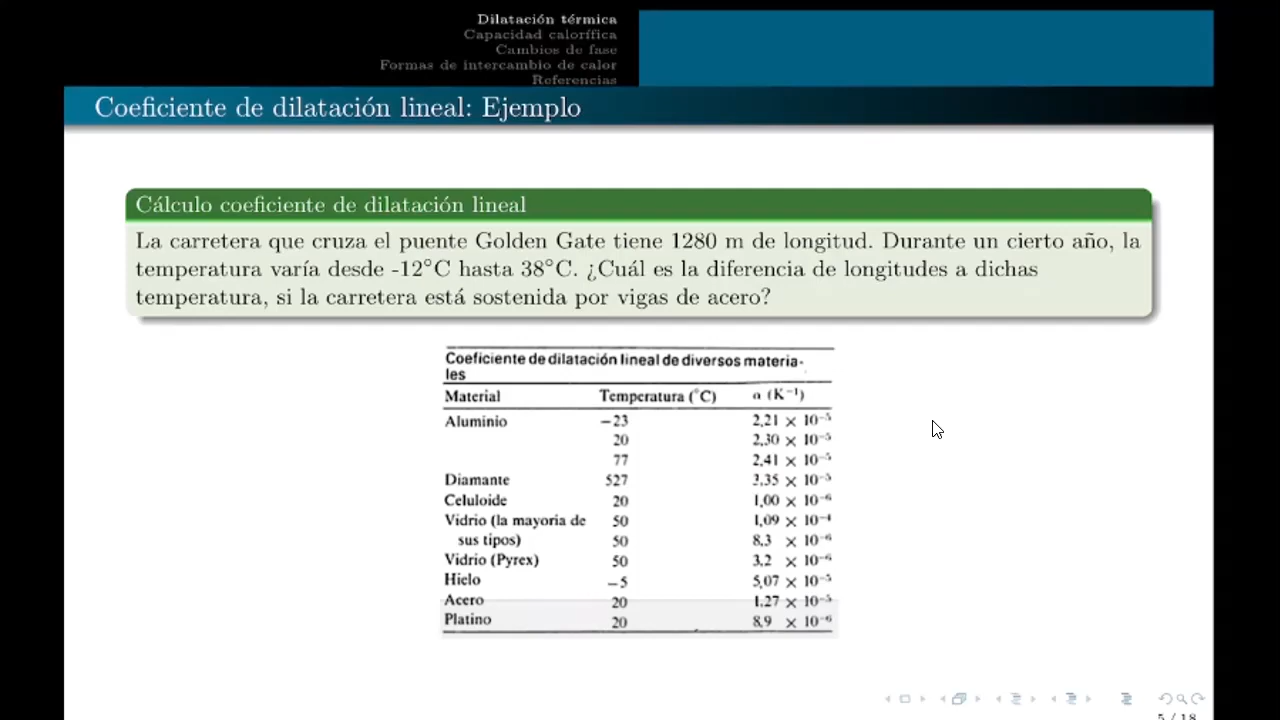 Dilatación térmica
Capacidad calorífica
Cambios de fase
Formas de intercambio de calor
Referencias
Coeficiente de dilatación lineal: Ejemplo
Cálculo coeficiente de dilatación lineal
La carretera que cruza el puente Golden Gate tiene 1280 m de longitud. Durante un cierto año, la
temperatura varía desde -12°C hasta 38°C. ¿Cuál es la diferencia de longitudes a dichas
temperatura, si la carretera está sostenida por vigas de acero?
Coeficiente de dilatación lineal de diversos materia-
les
Material Temperatura (°C) α (K⁻¹)
Aluminio −23 2,21 × 10⁻⁵
20 2,30 × 10⁻⁵
77 2,41 × 10⁻⁵
Diamante 527 2,35 × 10⁻⁵
Celuloide 20 1,00 × 10⁻⁶
Vidrio (la mayoria de 50 1,09 × 10⁻⁴
sus tipos) 50 8,3 × 10⁻⁶
Vidrio (Pyrex) 50 3,2 × 10⁻⁶
Hielo −5 5,07 × 10⁻⁵
Acero 20 1,27 × 10⁻⁵
Platino 20 8,9 × 10⁻⁶
5 / 18